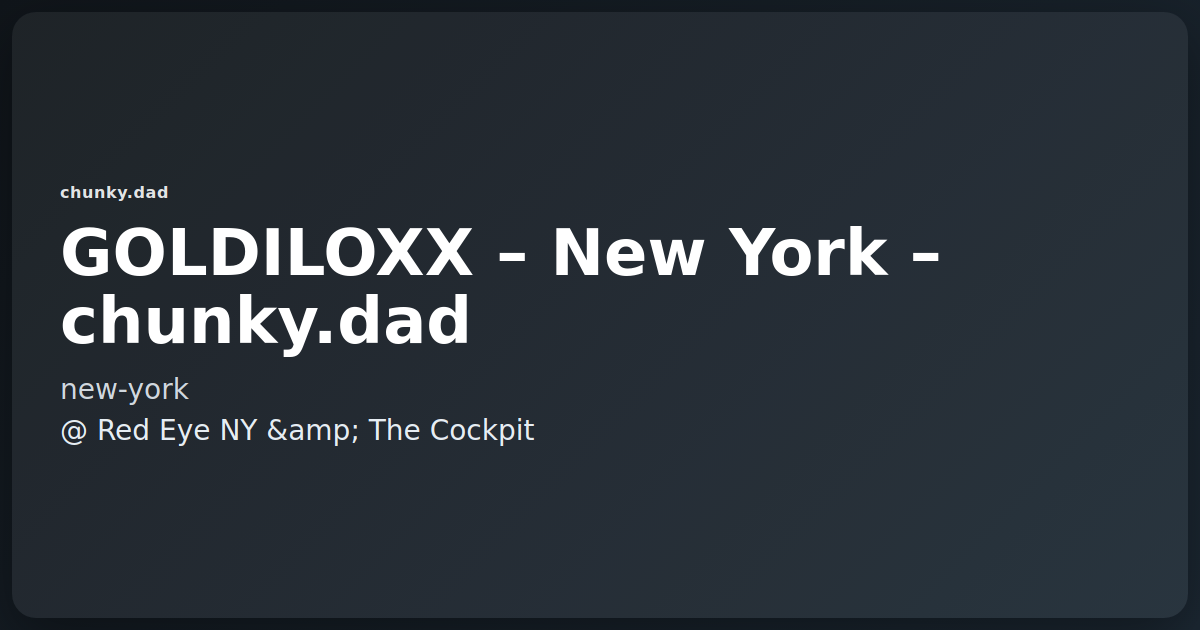 chunky.dad
GOLDILOXX – New York –
chunky.dad
new-york
@ Red Eye NY &amp; The Cockpit